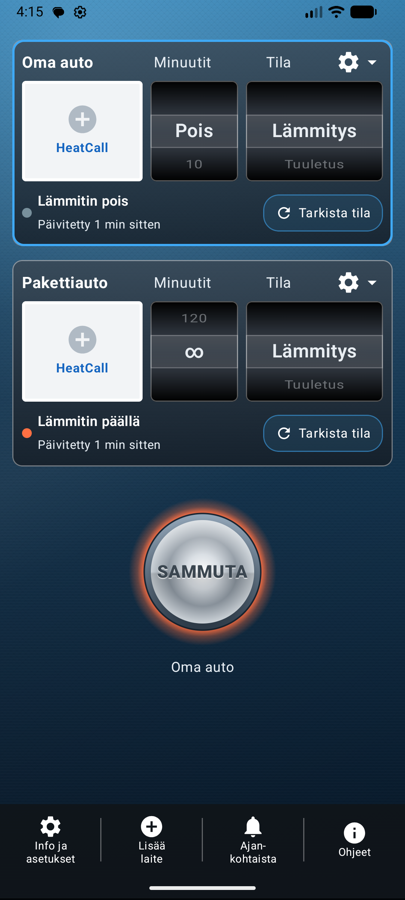 4:15
Oma auto Minuutit Tila
HeatCall
Pois Lämmitys
10 Tuuletus
Lämmitin pois
Päivitetty 1 min sitten
Tarkista tila
Pakettiauto Minuutit Tila
120
HeatCall
∞ Lämmitys
Tuuletus
Lämmitin päällä
Päivitetty 1 min sitten
Tarkista tila
SAMMUTA
Oma auto
Info ja
asetukset
Lisää
laite
Ajan-
kohtaista
Ohjeet